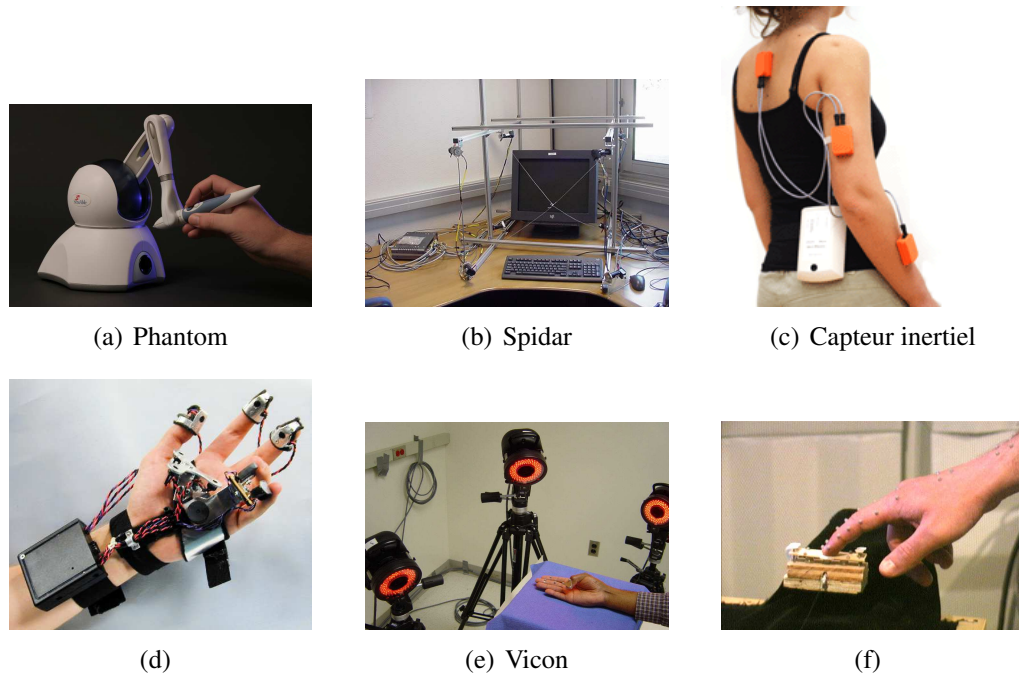 (a) Phantom
(b) Spidar
(c) Capteur inertiel
(d)
(e) Vicon
(f)